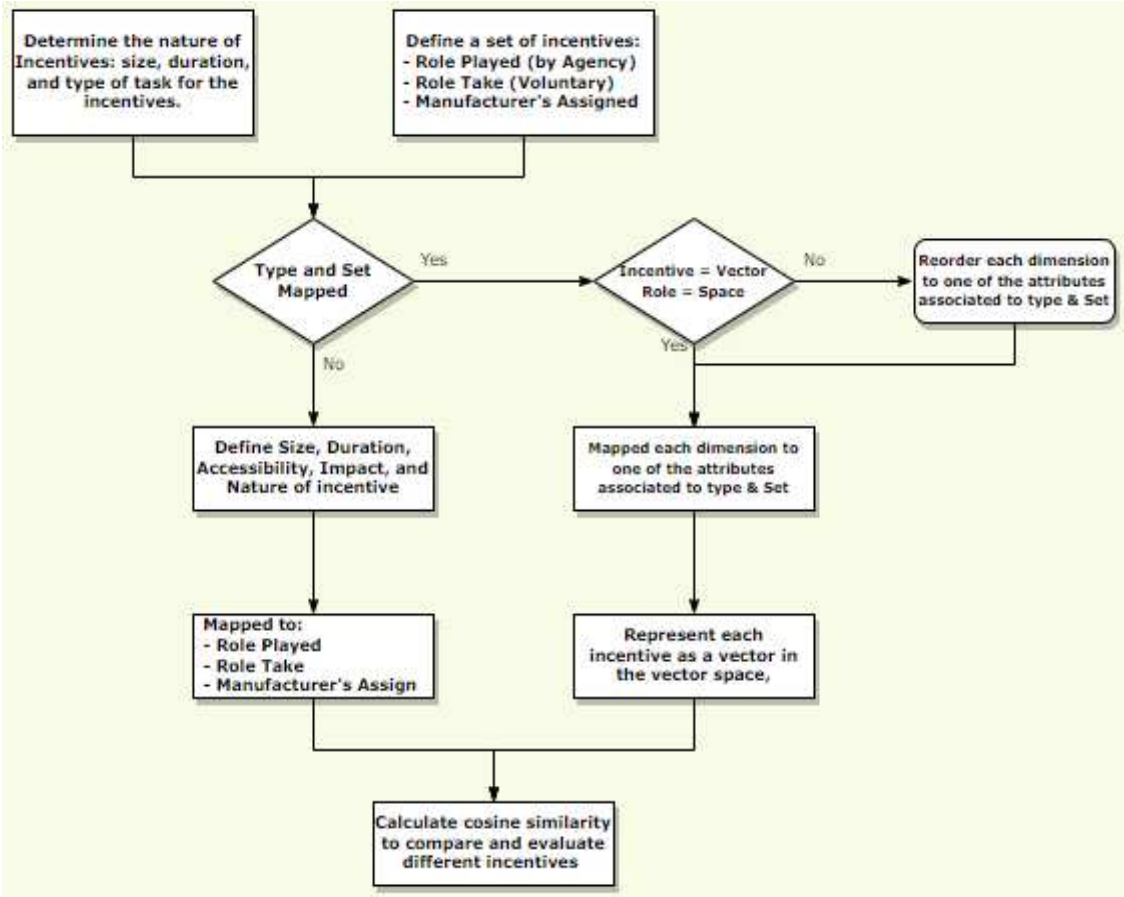 Determine the nature of
Incentives: size, duration,
and type of task for the
incentives.
Define a set of incentives:
- Role Played (by Agency)
- Role Take (Voluntary)
- Manufacturer's Assigned
Type and Set
Mapped
Yes
Incentive = Vector
Role = Space
No
Reorder each dimension
to one of the attributes
associated to type & Set
No
Yes
Define Size, Duration,
Accessibility, Impact, and
Nature of incentive
Mapped each dimension to
one of the attributes
associated to type & Set
Mapped to:
- Role Played
- Role Take
- Manufacturer's Assign
Represent each
incentive as a vector in
the vector space,
Calculate cosine similarity
to compare and evaluate
different incentives